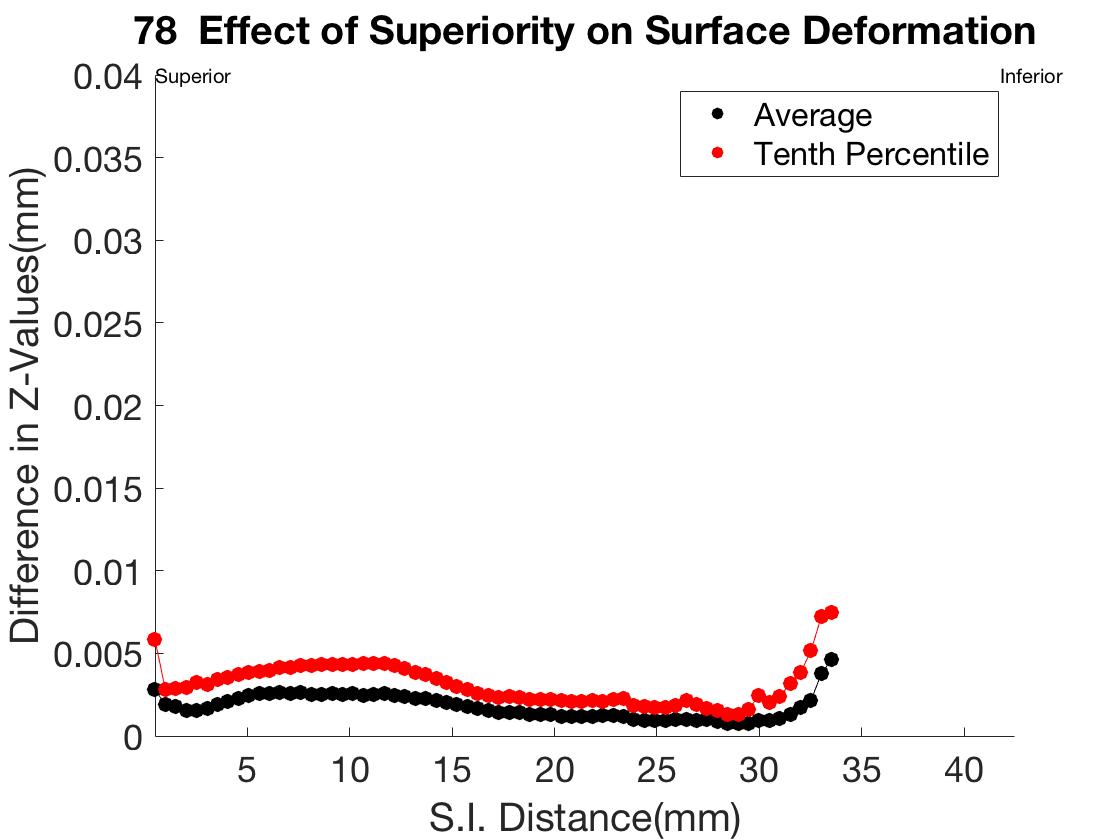 78  Effect of Superiority on Surface Deformation
Superior
Inferior
Average
Tenth Percentile
Difference in Z-Values(mm)
0.04
0.035
0.03
0.025
0.02
0.015
0.01
0.005
0
5 10 15 20 25 30 35 40
S.I. Distance(mm)